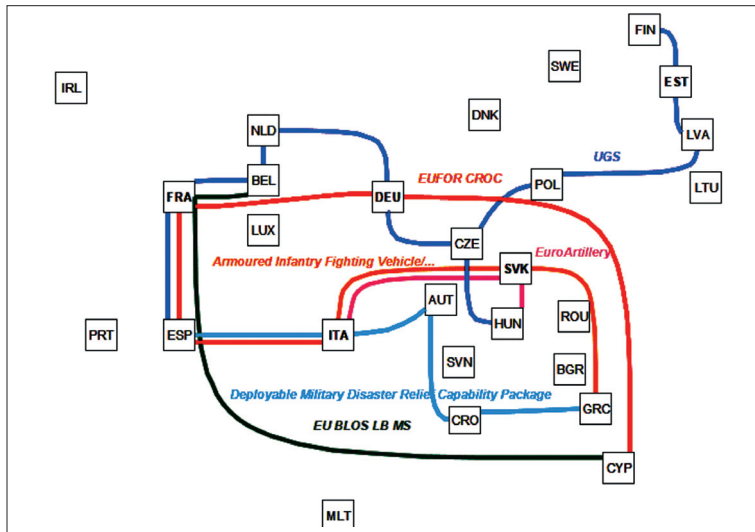 FIN
SWE
EST
IRL
DNK
NLD
LVA
UGS
BEL
EUFOR CROC
POL
LTU
FRA
DEU
LUX
CZE
Armoured Infantry Fighting Vehicle/...
EuroArtillery
SVK
AUT
ROU
PRT
ESP
ITA
HUN
SVN
BGR
Deployable Military Disaster Relief Capability Package
GRC
CRO
EU BLOS LB MS
CYP
MLT